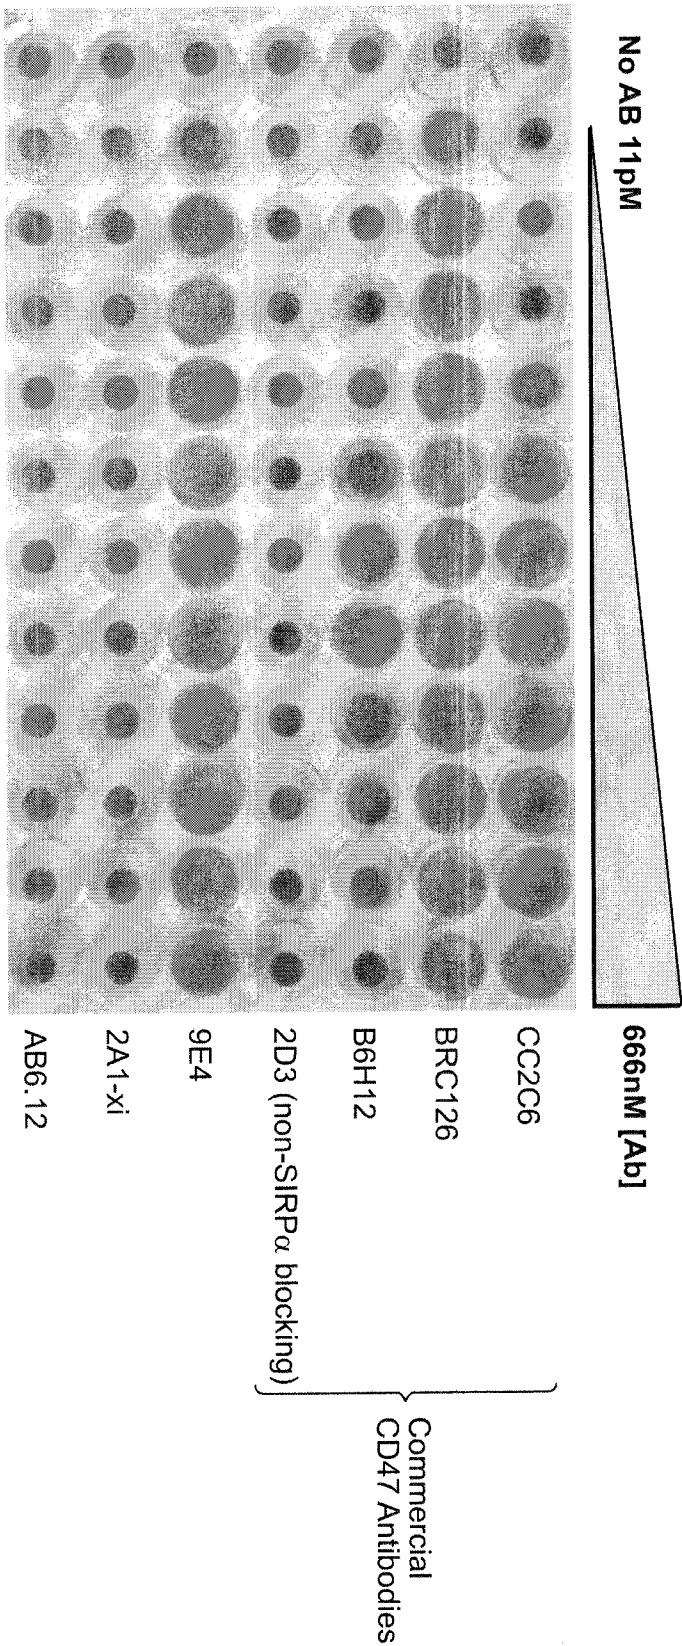 No AB 11pM
666nM [Ab]
CC2C6
BRC126
B6H12
2D3 (non-SIRPα blocking)
9E4
2A1-xi
AB6.12
Commercial
CD47 Antibodies